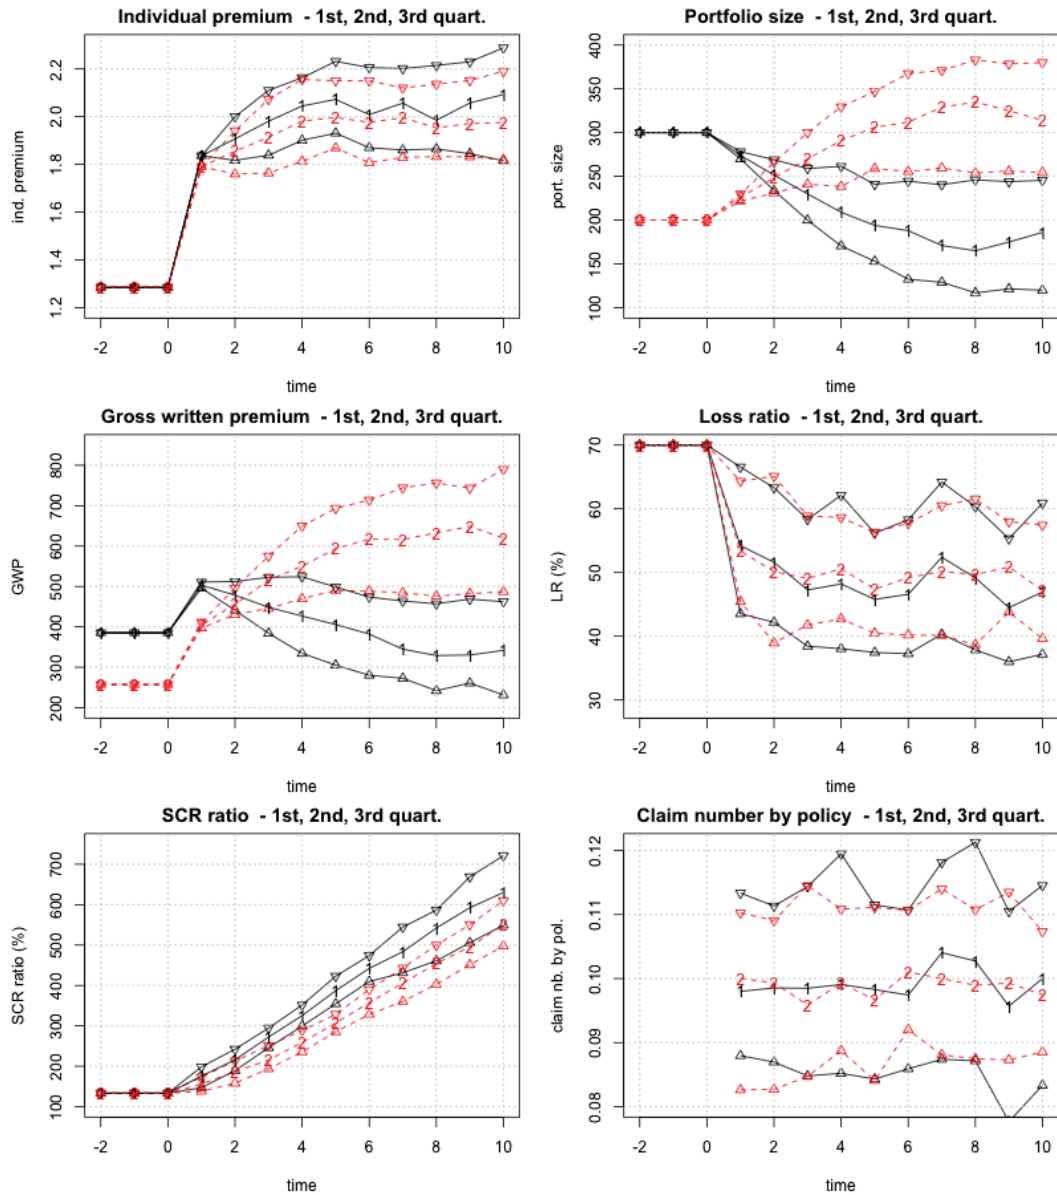 Individual premium - 1st, 2nd, 3rd quart.
ind. premium
2.2
2.0
1.8
1.6
1.4
1.2
-2 0 2 4 6 8 10
time
Portfolio size - 1st, 2nd, 3rd quart.
port. size
400
350
300
250
200
150
100
-2 0 2 4 6 8 10
time
Gross written premium - 1st, 2nd, 3rd quart.
GWP
800
700
600
500
400
300
200
-2 0 2 4 6 8 10
time
Loss ratio - 1st, 2nd, 3rd quart.
LR (%)
70
60
50
40
30
-2 0 2 4 6 8 10
time
SCR ratio - 1st, 2nd, 3rd quart.
SCR ratio (%)
700
600
500
400
300
200
100
-2 0 2 4 6 8 10
time
Claim number by policy - 1st, 2nd, 3rd quart.
claim nb. by pol.
0.12
0.11
0.10
0.09
0.08
-2 0 2 4 6 8 10
time